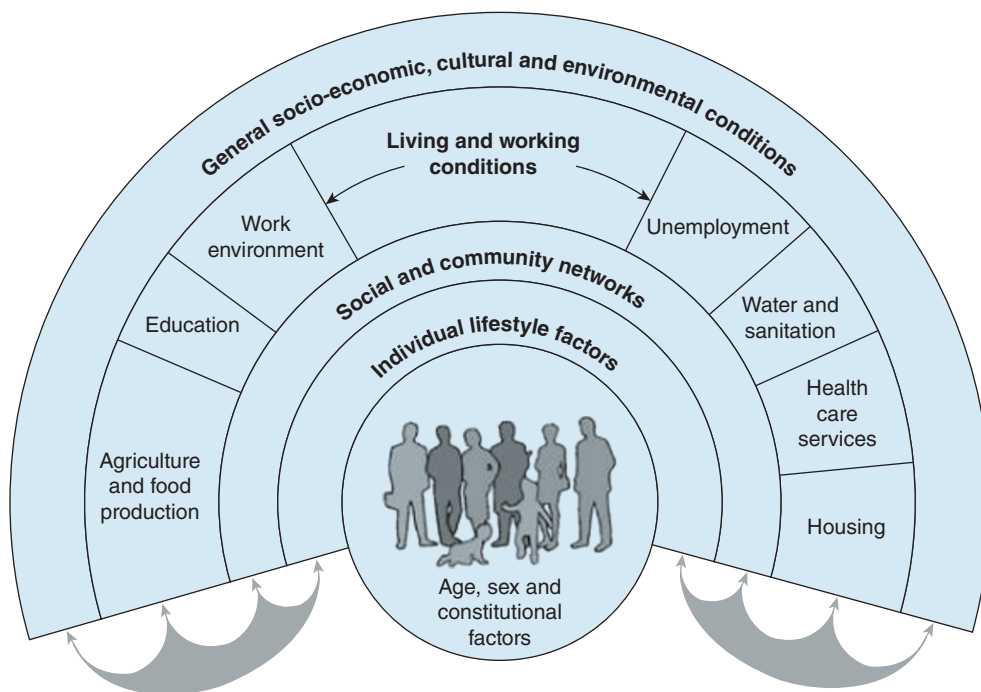 General socio-economic, cultural and environmental conditions
Living and working
conditions
Work
environment
Unemployment
Education
Water and
sanitation
Agriculture
and food
production
Health
care
services
Housing
Social and community networks
Individual lifestyle factors
Age, sex and
constitutional
factors